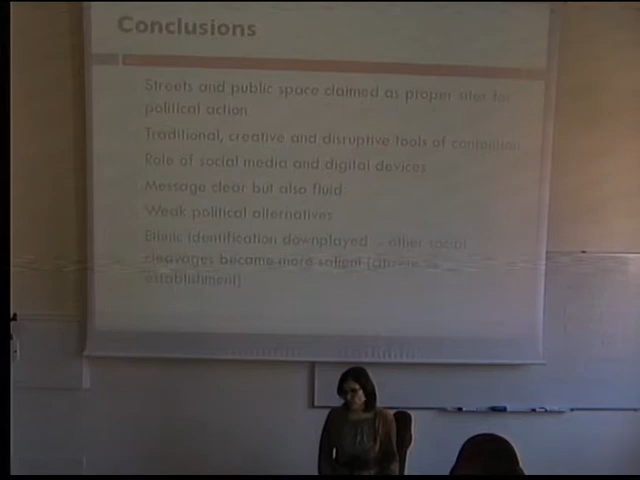 Conclusions
Streets and public space claimed as proper sites for
political action
Traditional, creative and disruptive tools of contention
Role of social media and digital devices
Message clear but also fluid
Weak political alternatives
Ethnic identification downplayed – other social
cleavages became more salient (citizens
establishment)